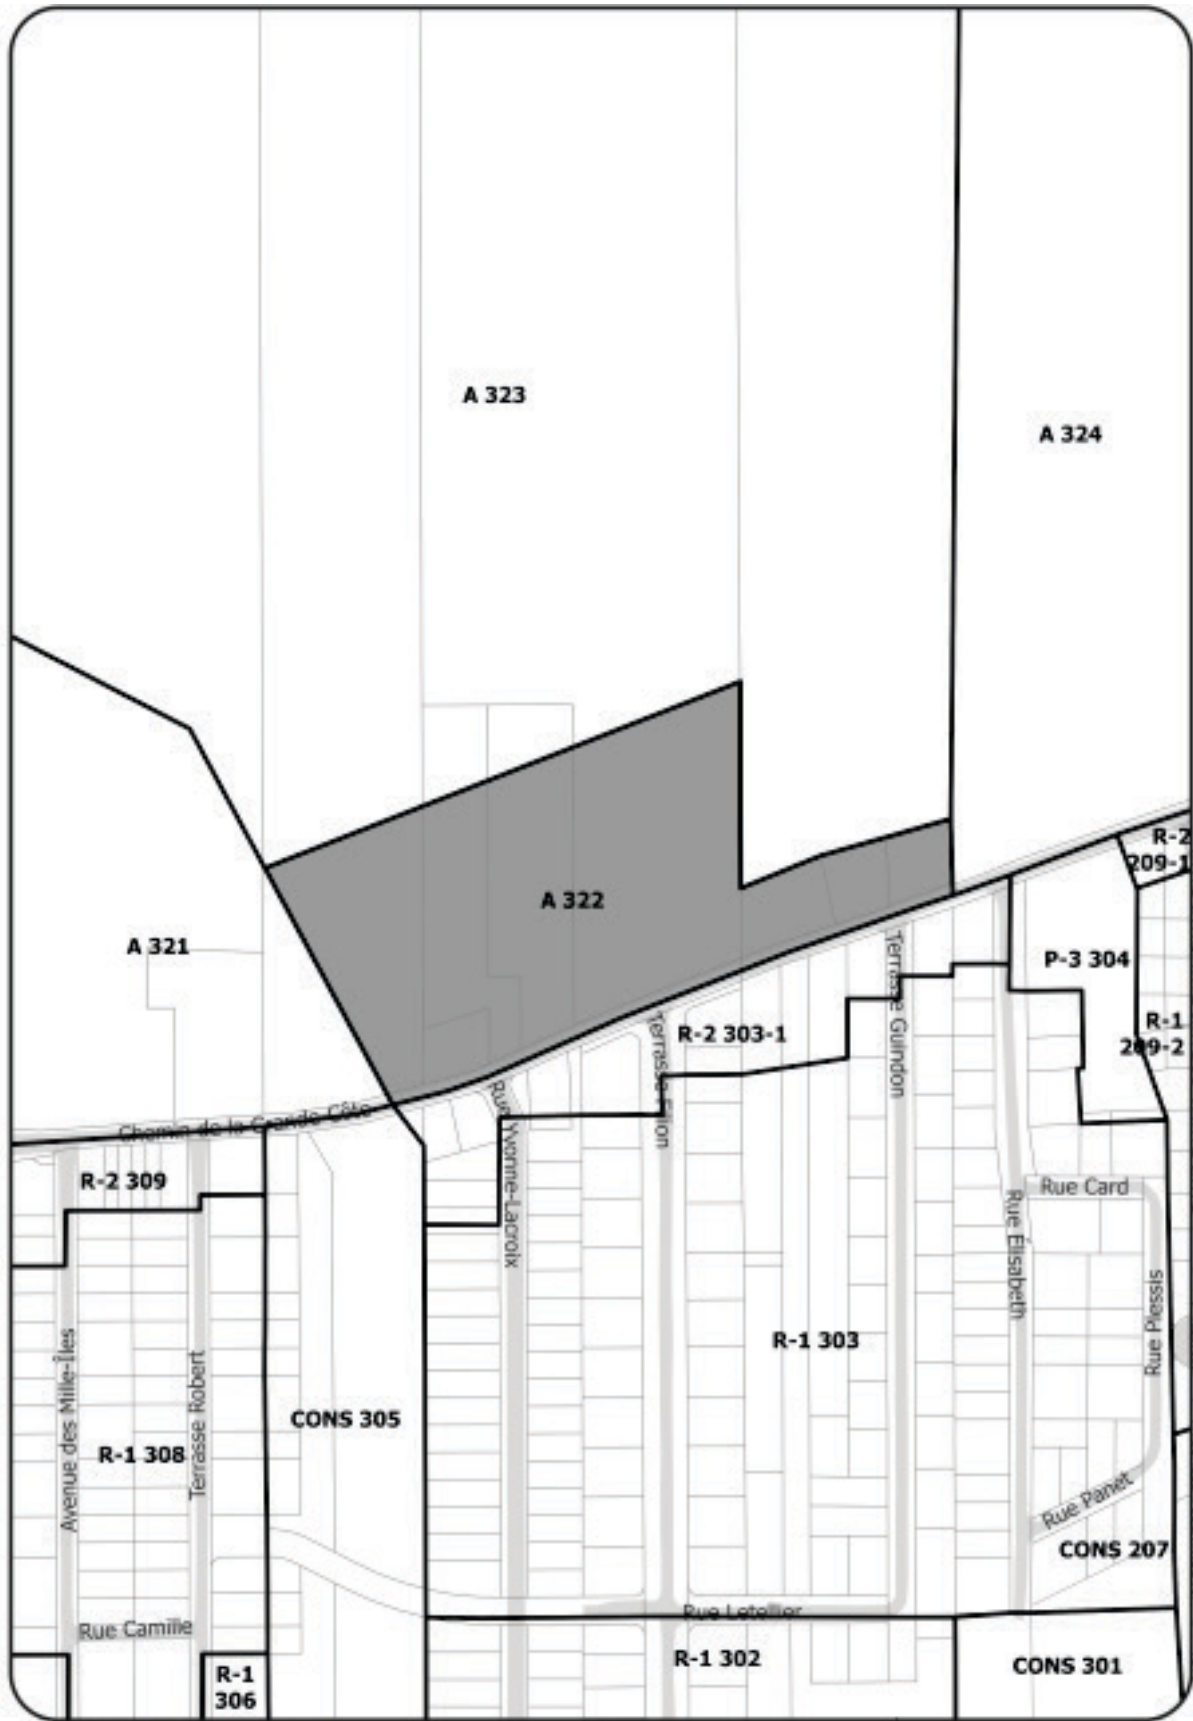 A 323
A 324
R-2
209-1
A 322
A 321
P-3 304
R-1
209-2
R-2 303-1
Terrasse Guindon
Terrasse Filion
Rue Yvonne-Lacroix
Chemin de la Grande Côte
R-2 309
Rue Card
Rue Élisabeth
Rue Plessis
R-1 303
Avenue des Mille-Îles
Terrasse Robert
CONS 305
R-1 308
Rue Panet
CONS 207
Rue Letellier
Rue Camille
R-1 302
CONS 301
R-1
306